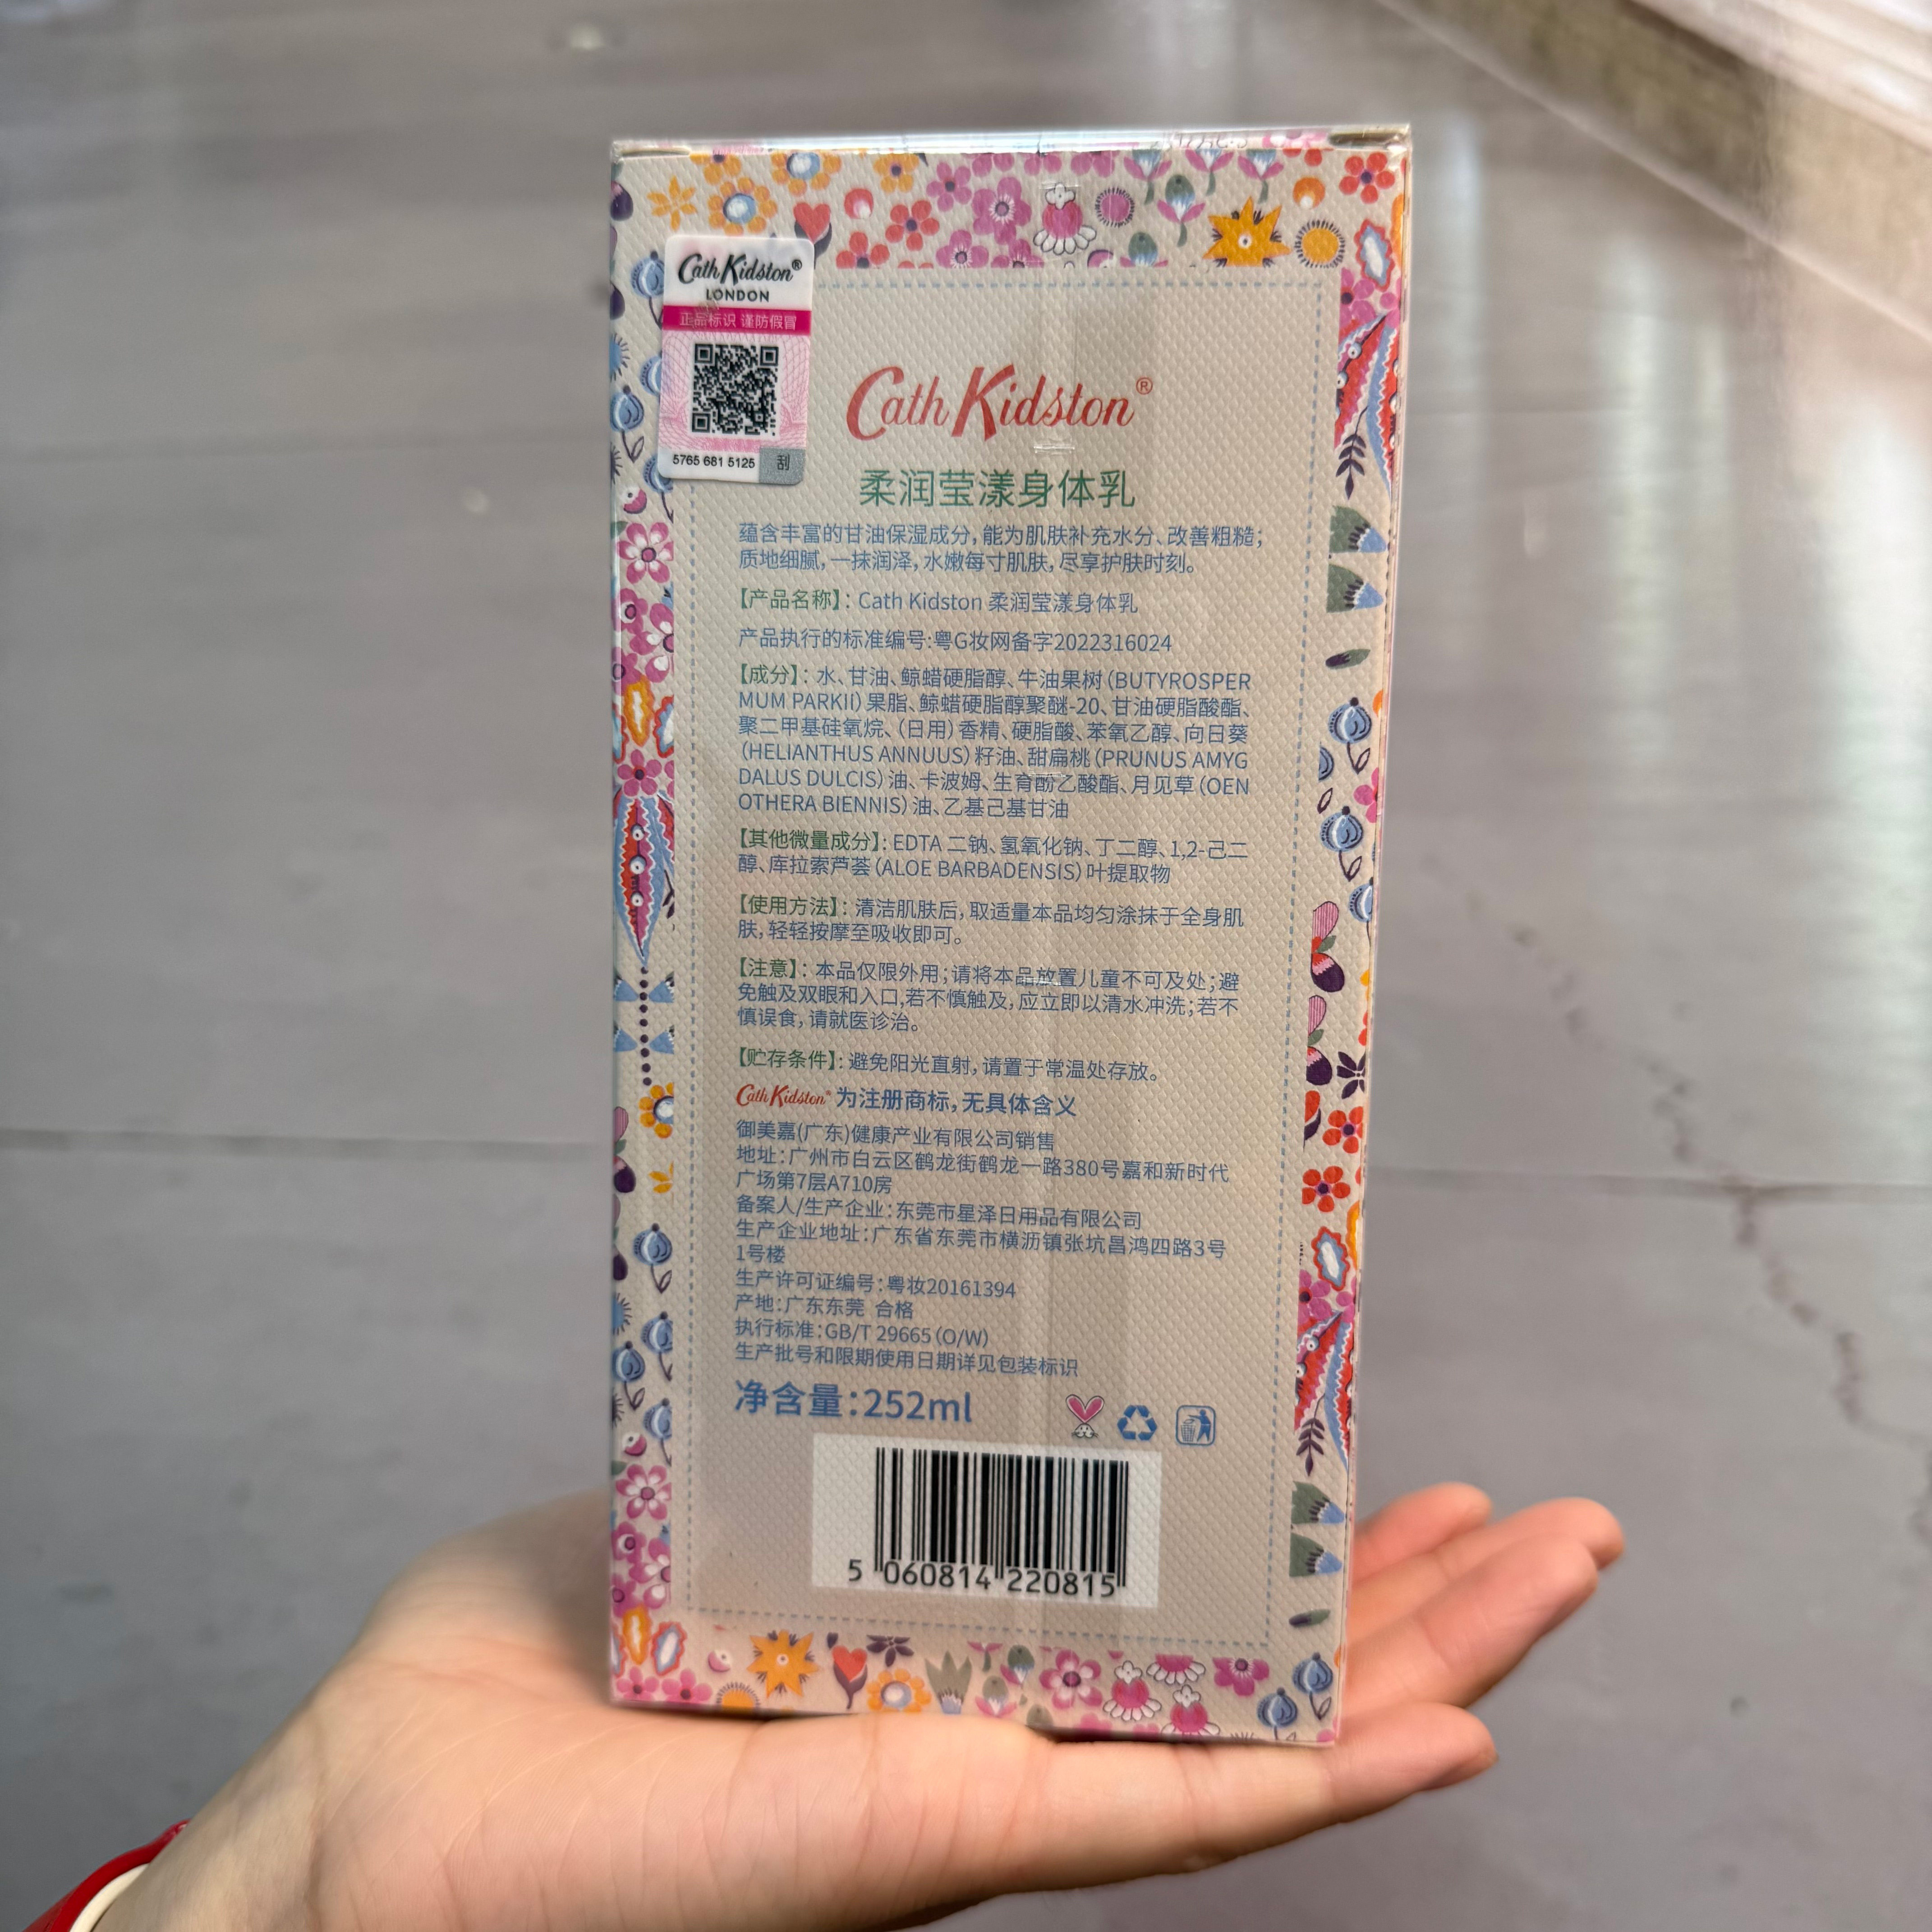 Cath Kidston®
LONDON
正品标识 谨防假冒
5765 681 5125 刮
Cath Kidston®
柔润莹漾身体乳
蕴含丰富的甘油保湿成分，能为肌肤补充水分、改善粗糙；
质地细腻，一抹润泽，水嫩每寸肌肤，尽享护肤时刻。
【产品名称】：Cath Kidston 柔润莹漾身体乳
产品执行的标准编号:粤G妆网备字2022316024
【成分】：水、甘油、鲸蜡硬脂醇、牛油果树（BUTYROSPER
MUM PARKII）果脂、鲸蜡硬脂醇聚醚-20、甘油硬脂酸酯、
聚二甲基硅氧烷、（日用）香精、硬脂酸、苯氧乙醇、向日葵
（HELIANTHUS ANNUUS）籽油、甜扁桃（PRUNUS AMYG
DALUS DULCIS）油、卡波姆、生育酚乙酸酯、月见草（OEN
OTHERA BIENNIS）油、乙基己基甘油
【其他微量成分】：EDTA 二钠、氢氧化钠、丁二醇、1,2-己二
醇、库拉索芦荟（ALOE BARBADENSIS）叶提取物
【使用方法】：清洁肌肤后，取适量本品均匀涂抹于全身肌
肤，轻轻按摩至吸收即可。
【注意】：本品仅限外用；请将本品放置儿童不可及处；避
免触及双眼和入口,若不慎触及，应立即以清水冲洗；若不
慎误食，请就医诊治。
【贮存条件】：避免阳光直射，请置于常温处存放。
Cath Kidston® 为注册商标，无具体含义
御美嘉(广东)健康产业有限公司销售
地址：广州市白云区鹤龙街鹤龙一路380号嘉和新时代
广场第7层A710房
备案人/生产企业：东莞市星泽日用品有限公司
生产企业地址：广东省东莞市横沥镇张坑昌鸿四路3号
1号楼
生产许可证编号：粤妆20161394
产地：广东东莞 合格
执行标准：GB/T 29665（O/W）
生产批号和限期使用日期详见包装标识
净含量：252ml
5 060814 220815